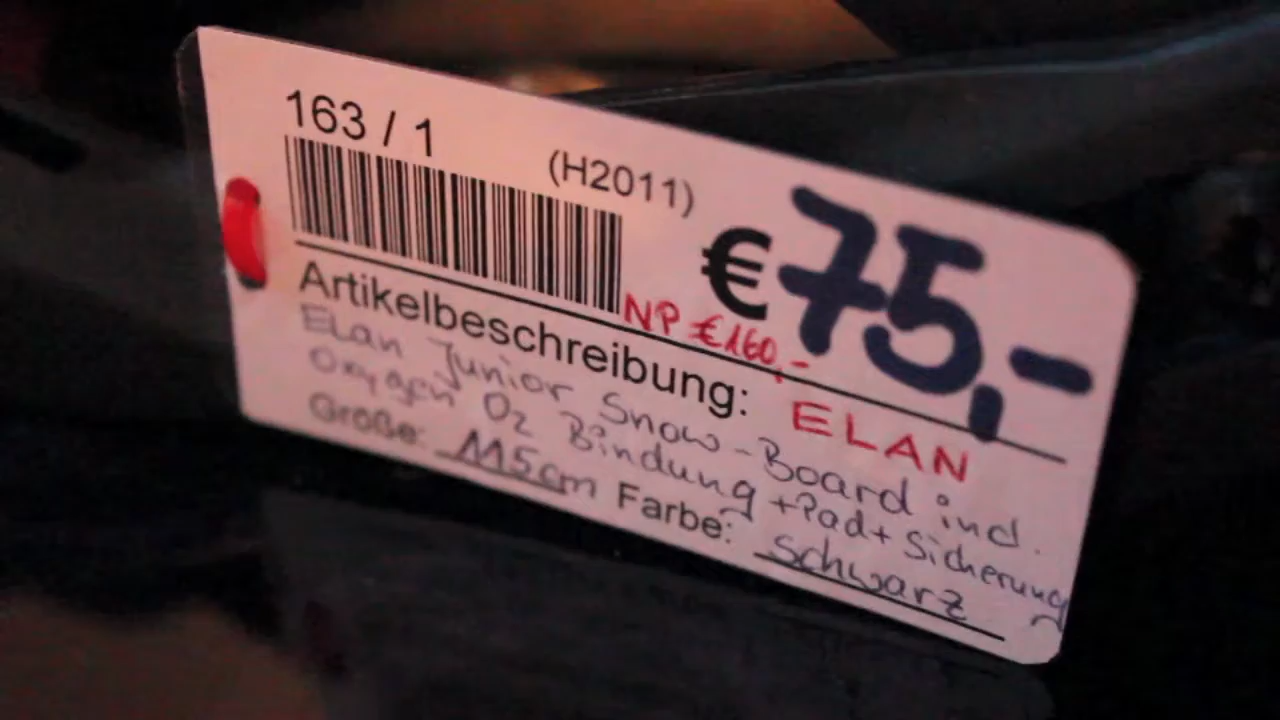 163 / 1
(H2011)
€75,-
NP €160,-
Artikelbeschreibung: ELAN
Elan Junior Snow-Board incl.
Oxygen O2 Bindung +Pad+ Sicherung
Größe: 115cm Farbe: Schwarz